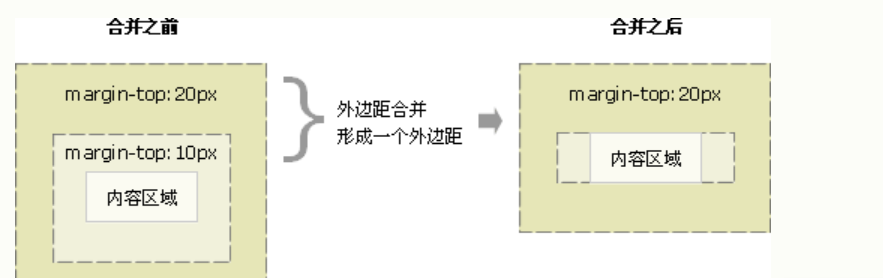 合并之前
合并之后
margin-top: 20px
margin-top: 10px
内容区域
外边距合并
形成一个外边距
margin-top: 20px
内容区域